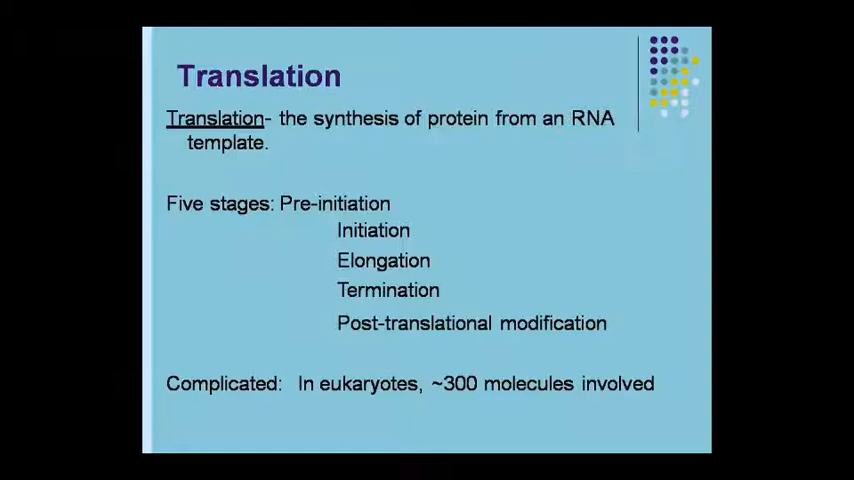 Translation
Translation- the synthesis of protein from an RNA
template.
Five stages: Pre-initiation
Initiation
Elongation
Termination
Post-translational modification
Complicated: In eukaryotes, ~300 molecules involved